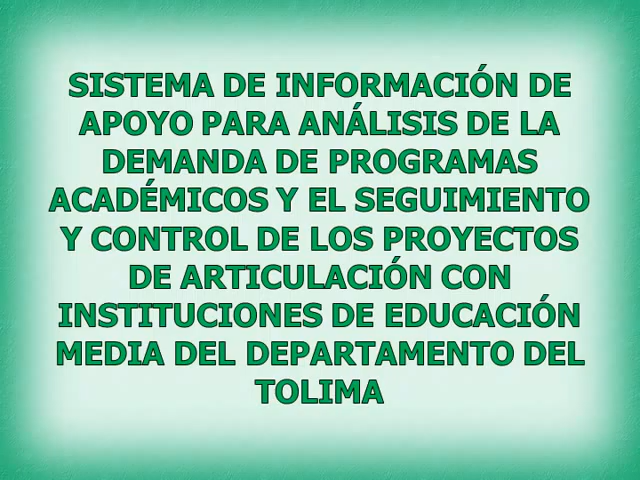 SISTEMA DE INFORMACIÓN DE
APOYO PARA ANÁLISIS DE LA
DEMANDA DE PROGRAMAS
ACADÉMICOS Y EL SEGUIMIENTO
Y CONTROL DE LOS PROYECTOS
DE ARTICULACIÓN CON
INSTITUCIONES DE EDUCACIÓN
MEDIA DEL DEPARTAMENTO DEL
TOLIMA